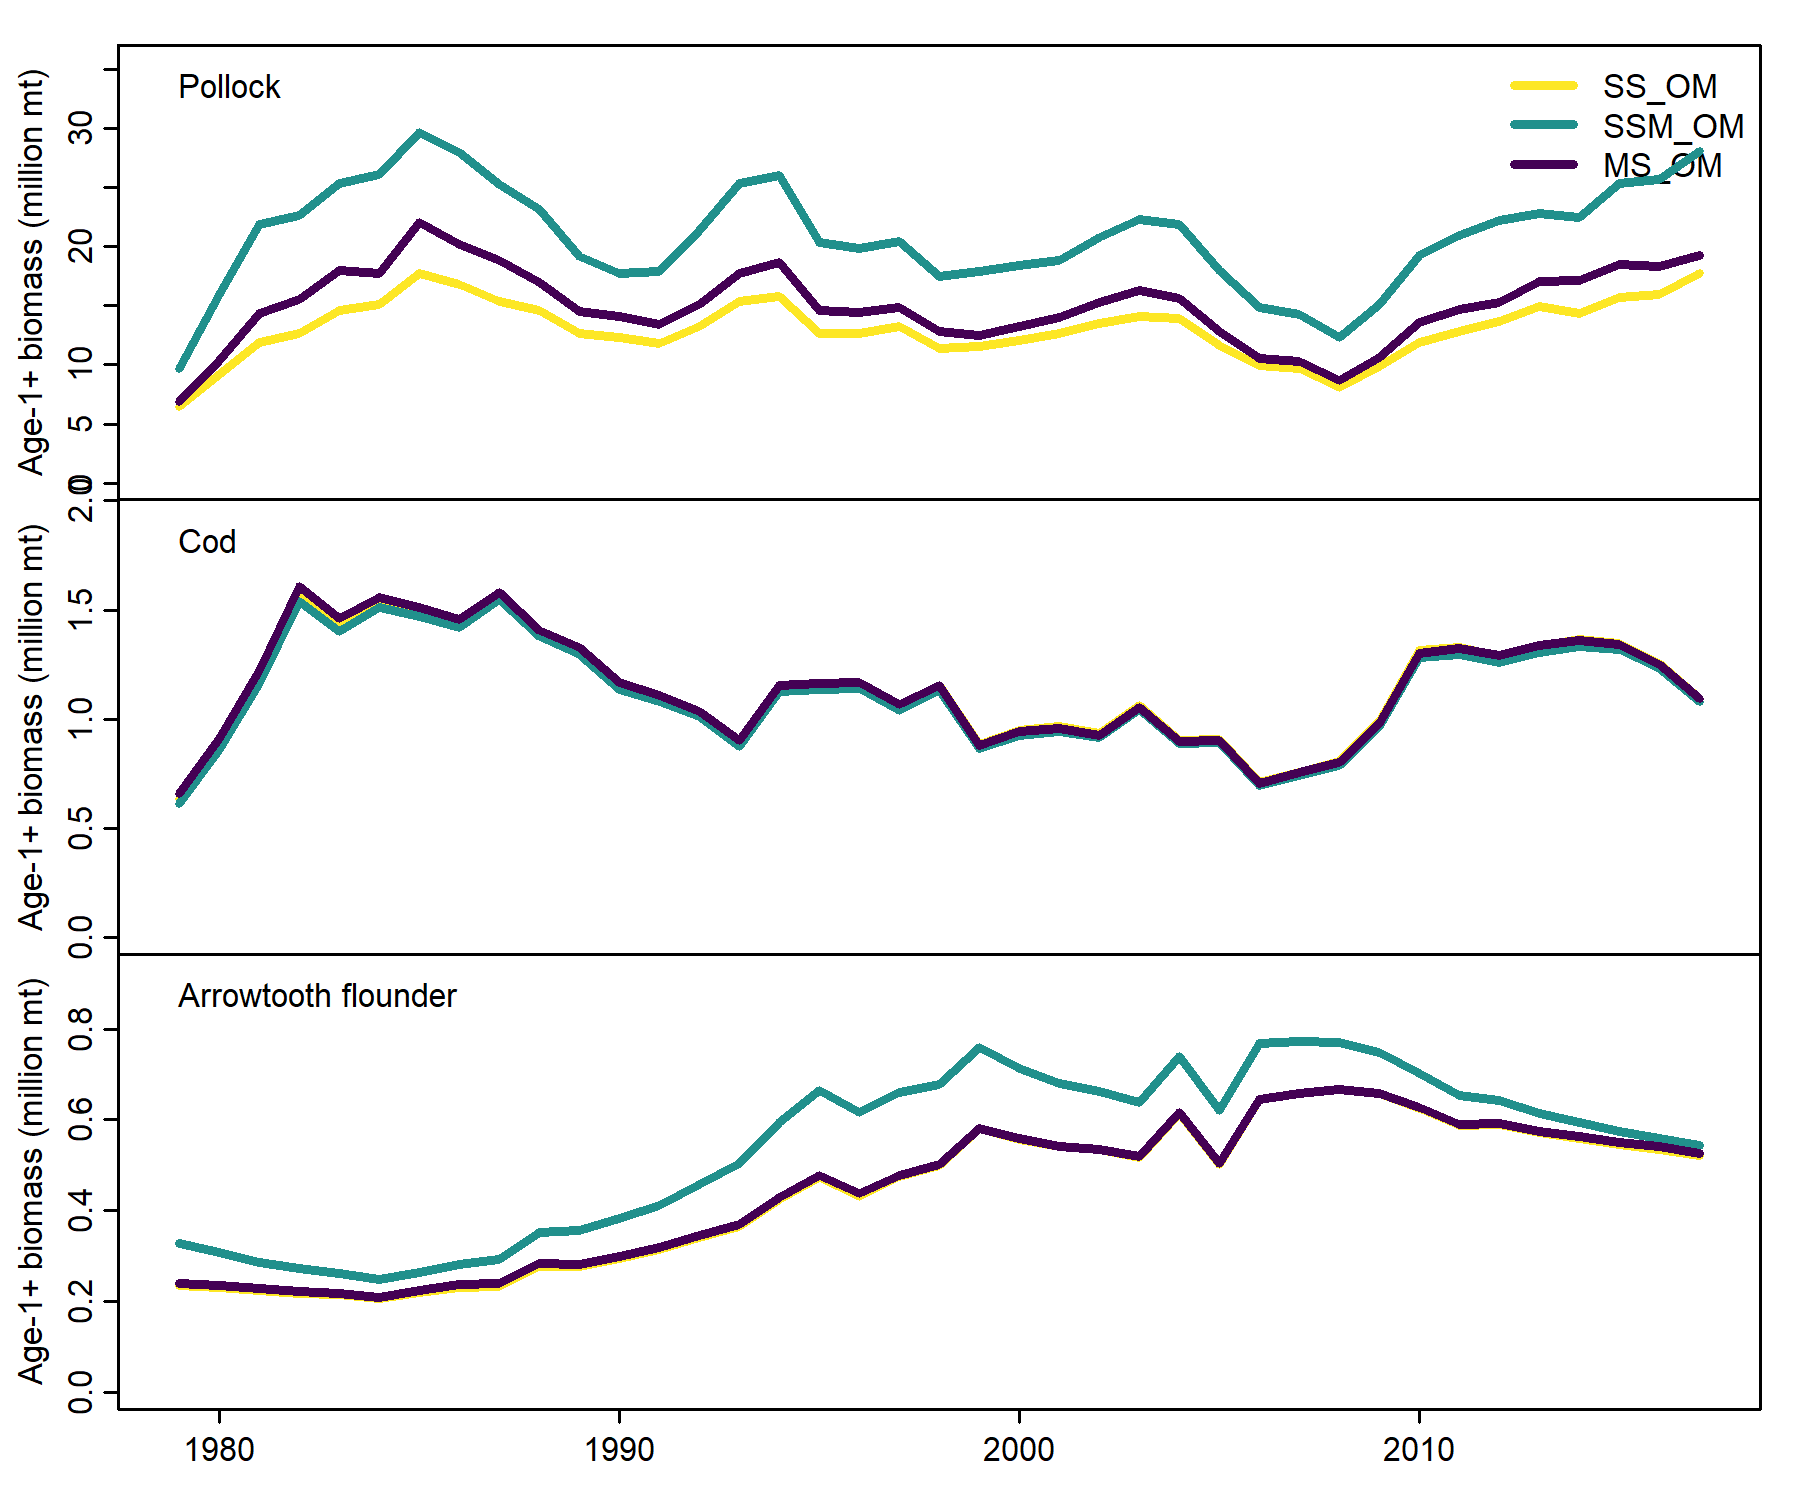 Pollock
SS_OM
SSM_OM
MS_OM
Age-1+ biomass (million mt)
30
20
10
5
0
Cod
Age-1+ biomass (million mt)
2.0
1.5
1.0
0.5
0.0
Arrowtooth flounder
Age-1+ biomass (million mt)
0.8
0.6
0.4
0.2
0.0
1980 1990 2000 2010